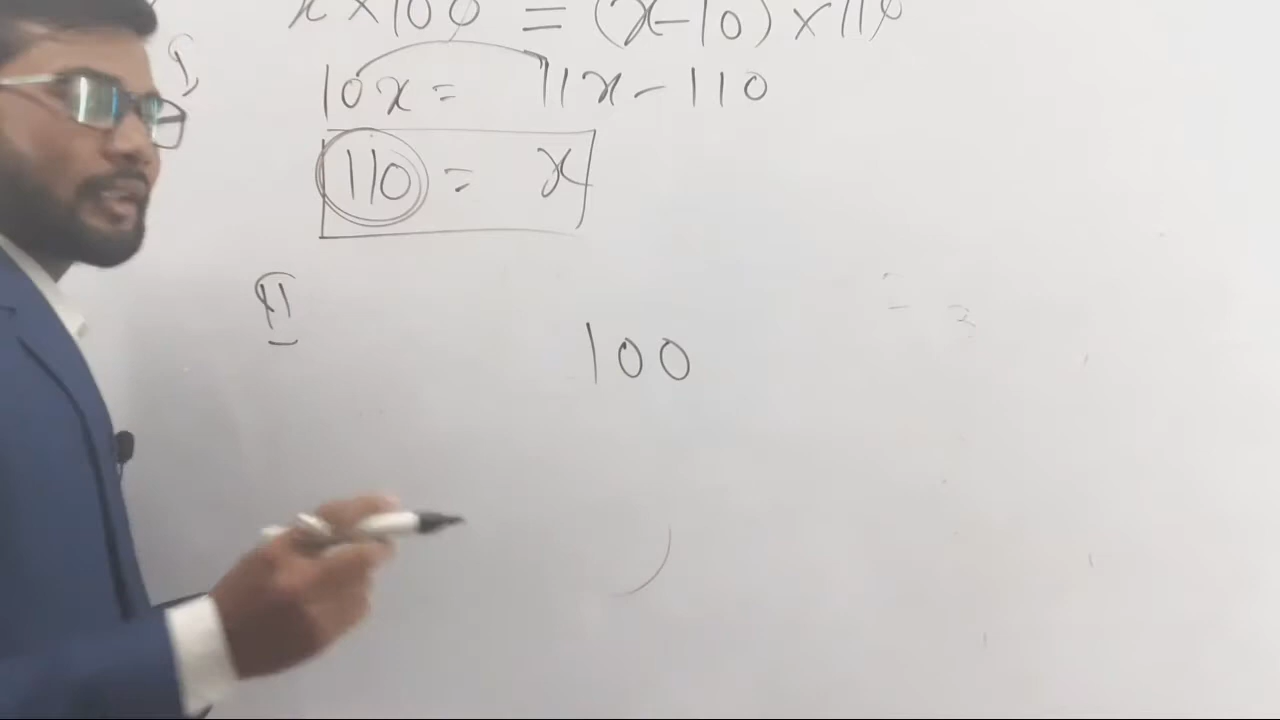 x × 100 = (x-10) × 110
I
10x = 11x - 110
110 = x
II
100